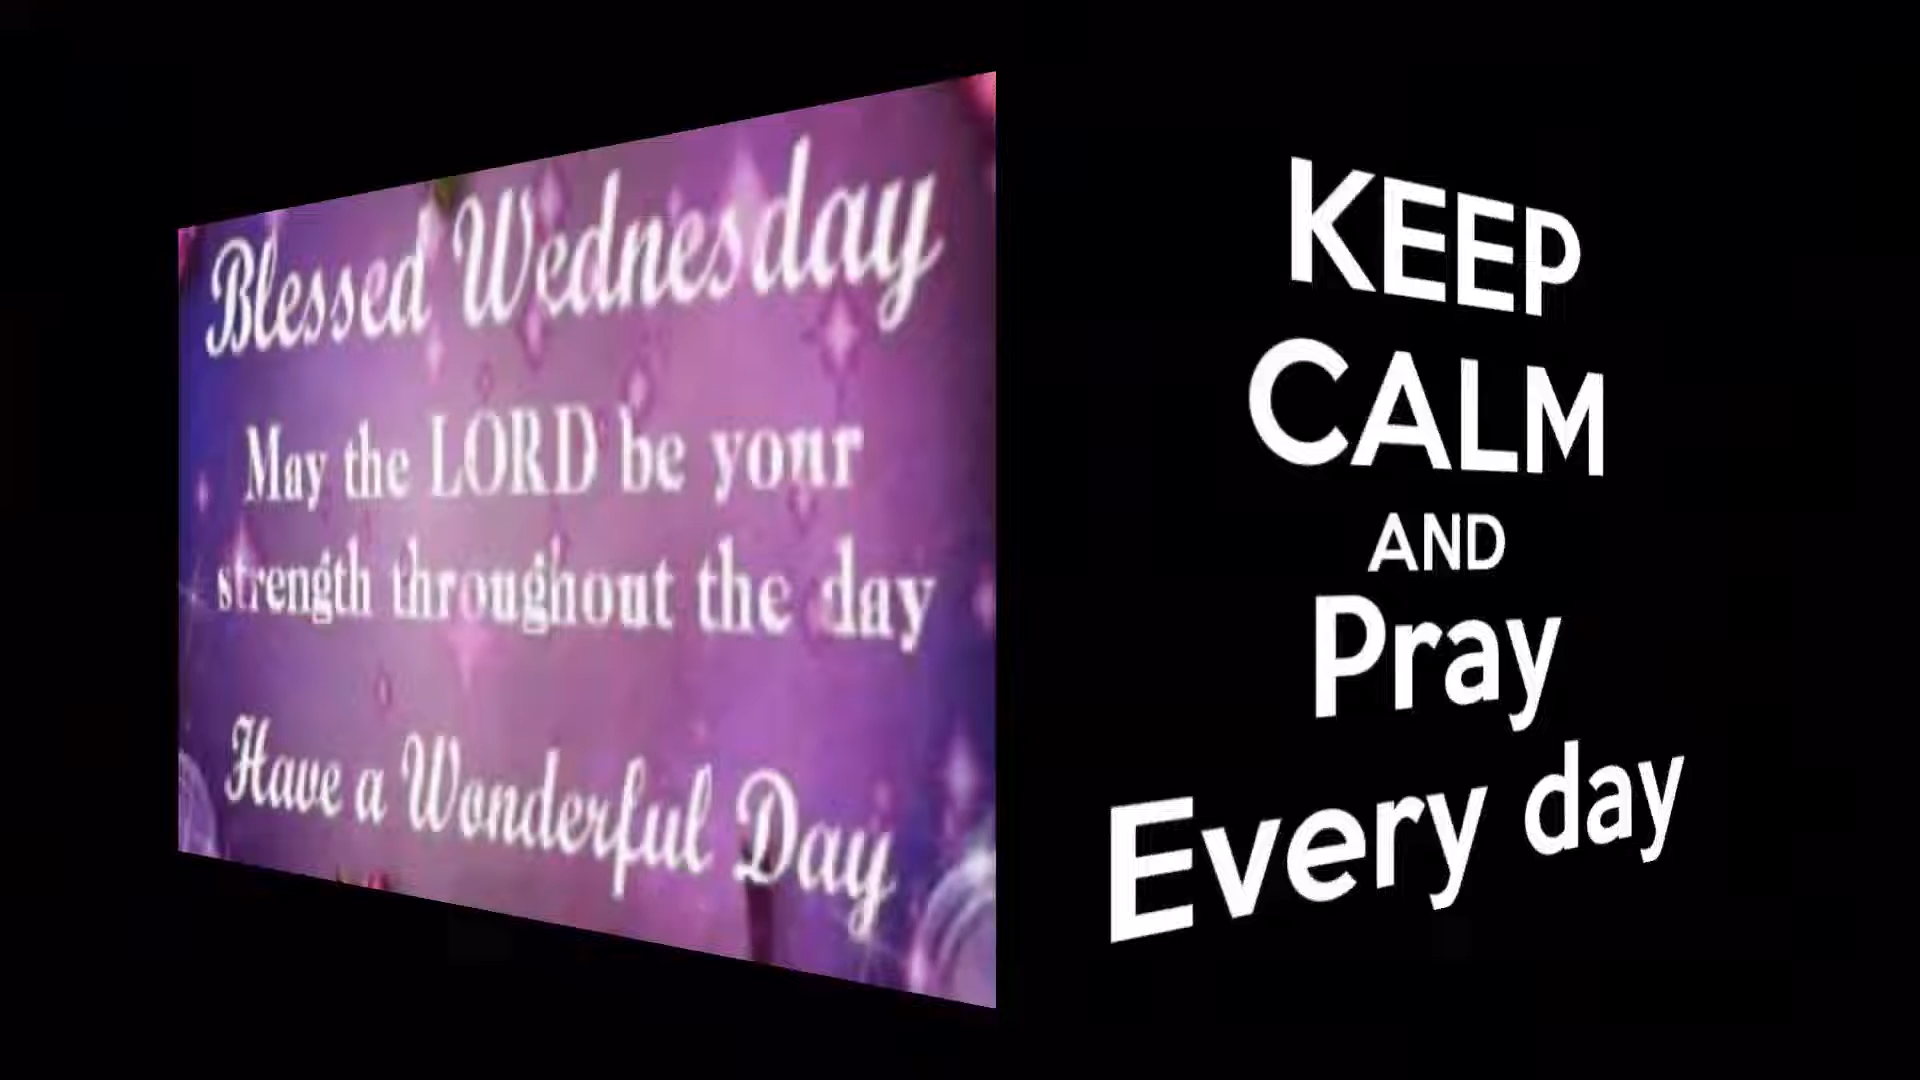 Blessed Wednesday
May the LORD be your
strength throughout the day
Have a Wonderful Day
KEEP
CALM
AND
Pray
Every day